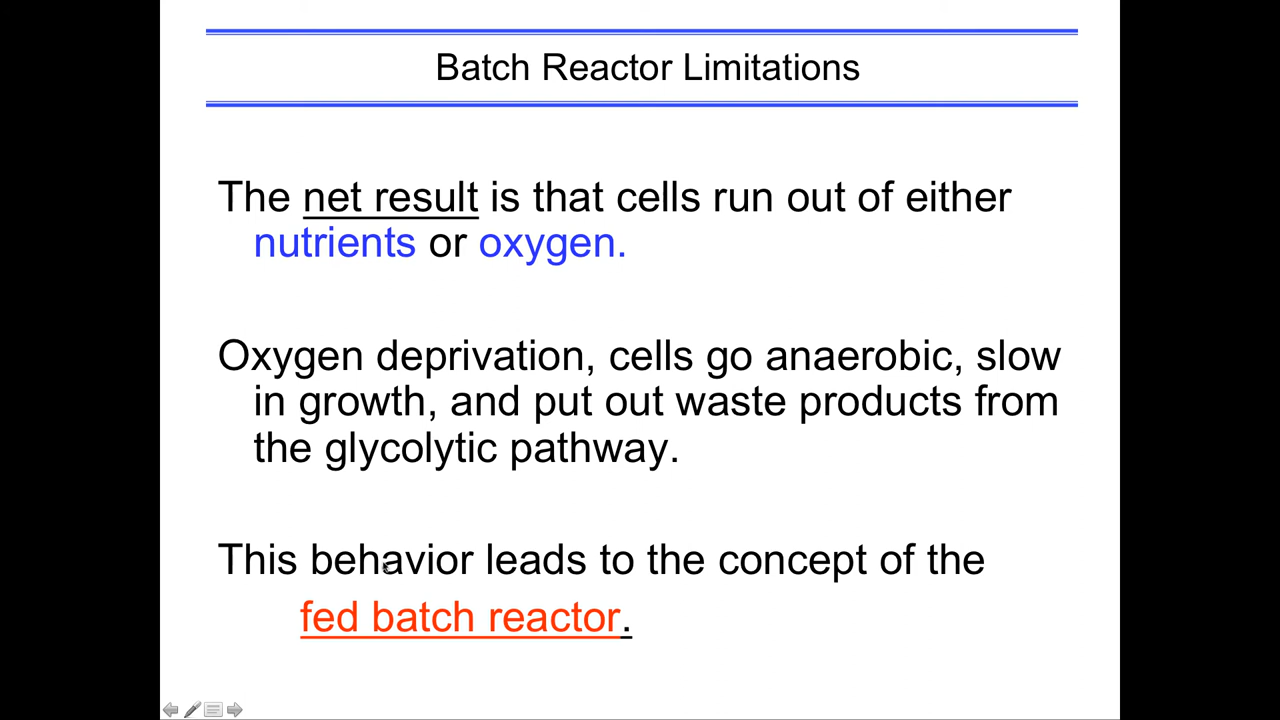 Batch Reactor Limitations
The net result is that cells run out of either
nutrients or oxygen.
Oxygen deprivation, cells go anaerobic, slow
in growth, and put out waste products from
the glycolytic pathway.
This behavior leads to the concept of the
fed batch reactor.